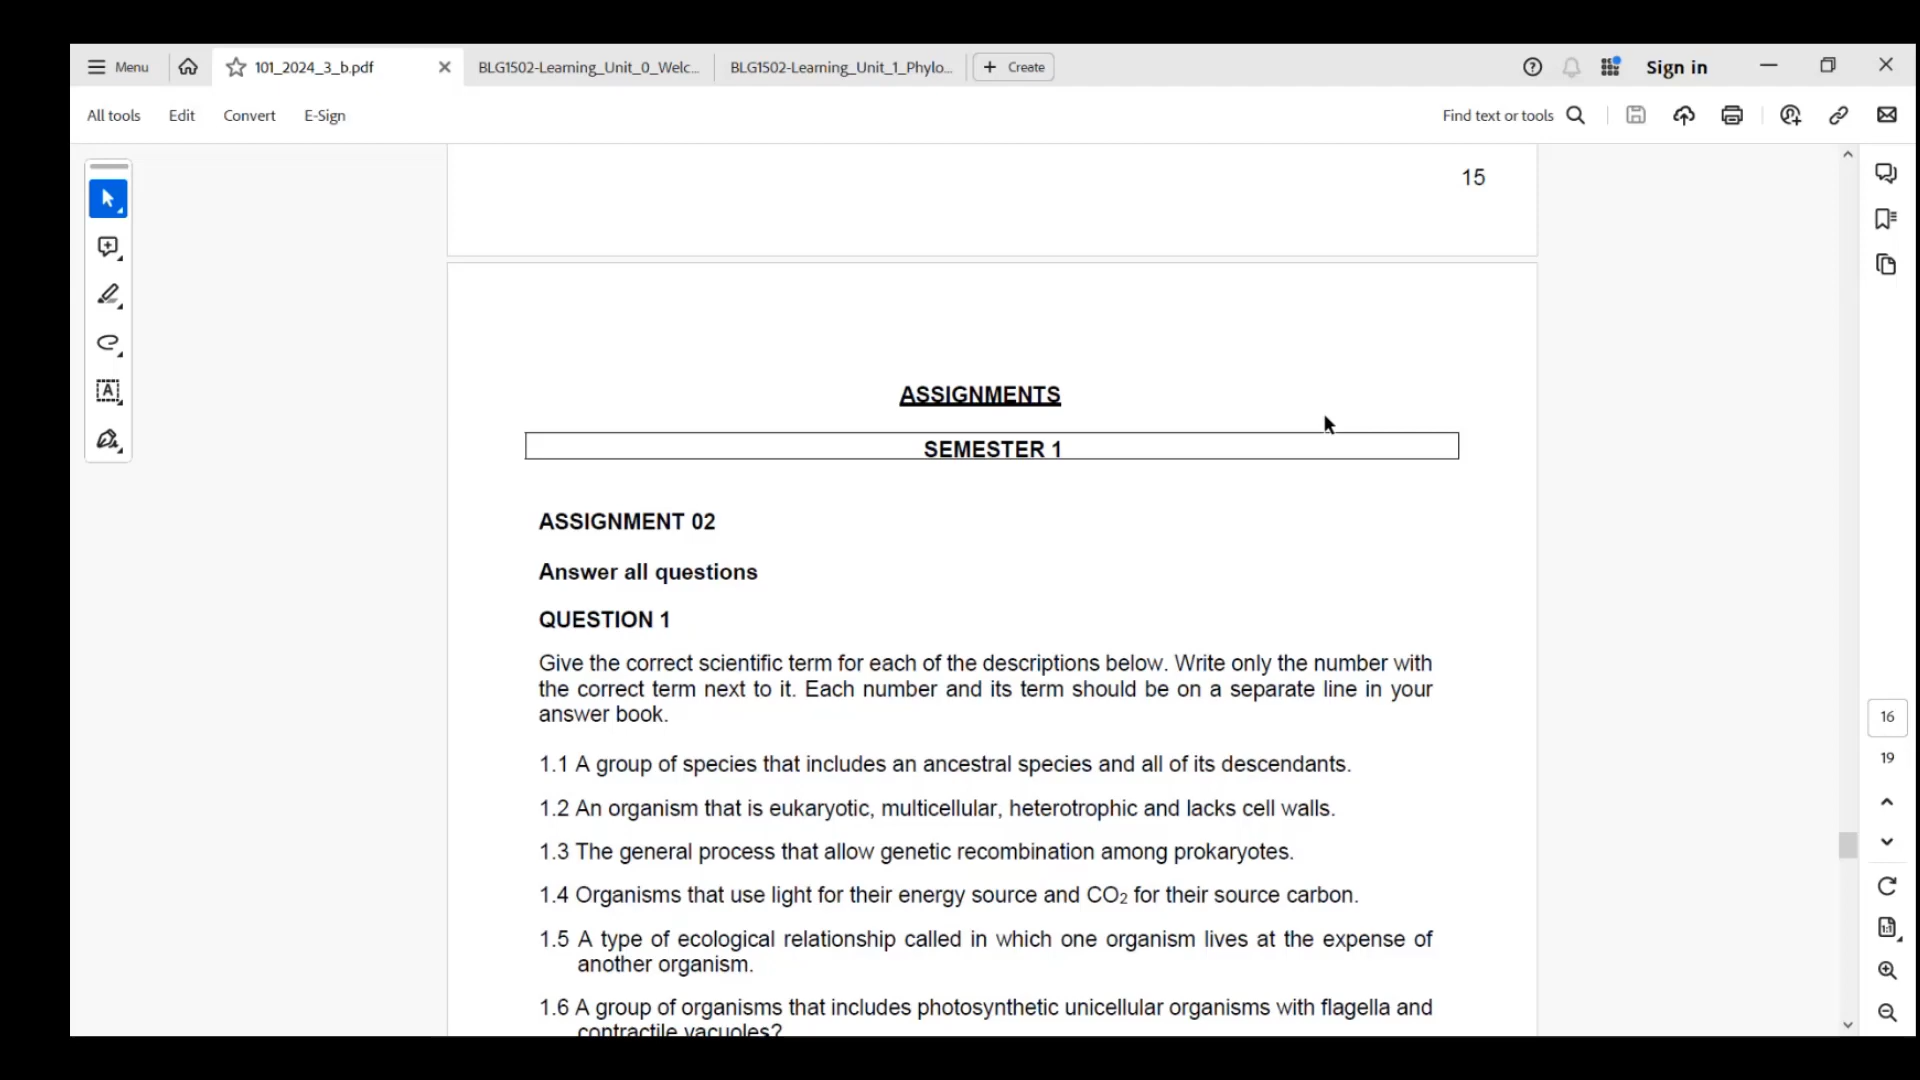 Menu
101_2024_3_b.pdf
BLG1502-Learning_Unit_0_Welc...
BLG1502-Learning_Unit_1_Phylo...
Create
Sign in
All tools
Edit
Convert
E-Sign
Find text or tools
15
ASSIGNMENTS
SEMESTER 1
ASSIGNMENT 02
Answer all questions
QUESTION 1
Give the correct scientific term for each of the descriptions below. Write only the number with
the correct term next to it. Each number and its term should be on a separate line in your
answer book.
1.1 A group of species that includes an ancestral species and all of its descendants.
1.2 An organism that is eukaryotic, multicellular, heterotrophic and lacks cell walls.
1.3 The general process that allow genetic recombination among prokaryotes.
1.4 Organisms that use light for their energy source and CO₂ for their source carbon.
1.5 A type of ecological relationship called in which one organism lives at the expense of
another organism.
1.6 A group of organisms that includes photosynthetic unicellular organisms with flagella and
contractile vacuoles?
16
19